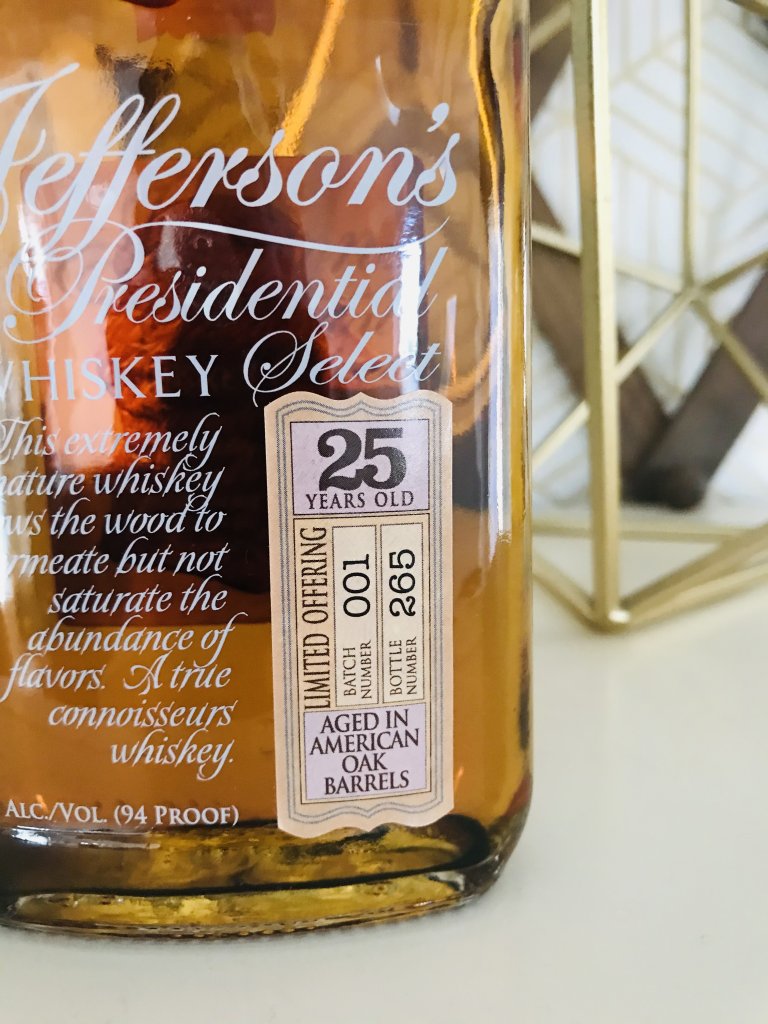 Jefferson's
Presidential
WHISKEY Select
This extremely
mature whiskey
the wood to
permeate but not
saturate the
abundance of
flavors. A true
connoisseurs
whiskey.
ALC./VOL. (94 PROOF)
25
YEARS OLD
LIMITED OFFERING
BATCH
NUMBER 001
BOTTLE
NUMBER 265
AGED IN
AMERICAN
OAK
BARRELS